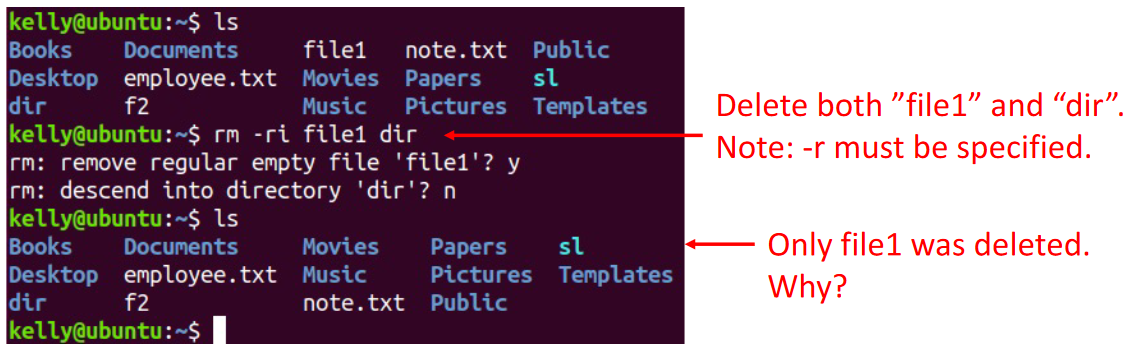 kelly@ubuntu:~$ ls
Books Documents file1 note.txt Public
Desktop employee.txt Movies Papers sl
dir f2 Music Pictures Templates
kelly@ubuntu:~$ rm -ri file1 dir
rm: remove regular empty file 'file1'? y
rm: descend into directory 'dir'? n
kelly@ubuntu:~$ ls
Books Documents Movies Papers sl
Desktop employee.txt Music Pictures Templates
dir f2 note.txt Public
kelly@ubuntu:~$
Delete both ”file1” and “dir”.
Note: -r must be specified.
Only file1 was deleted.
Why?